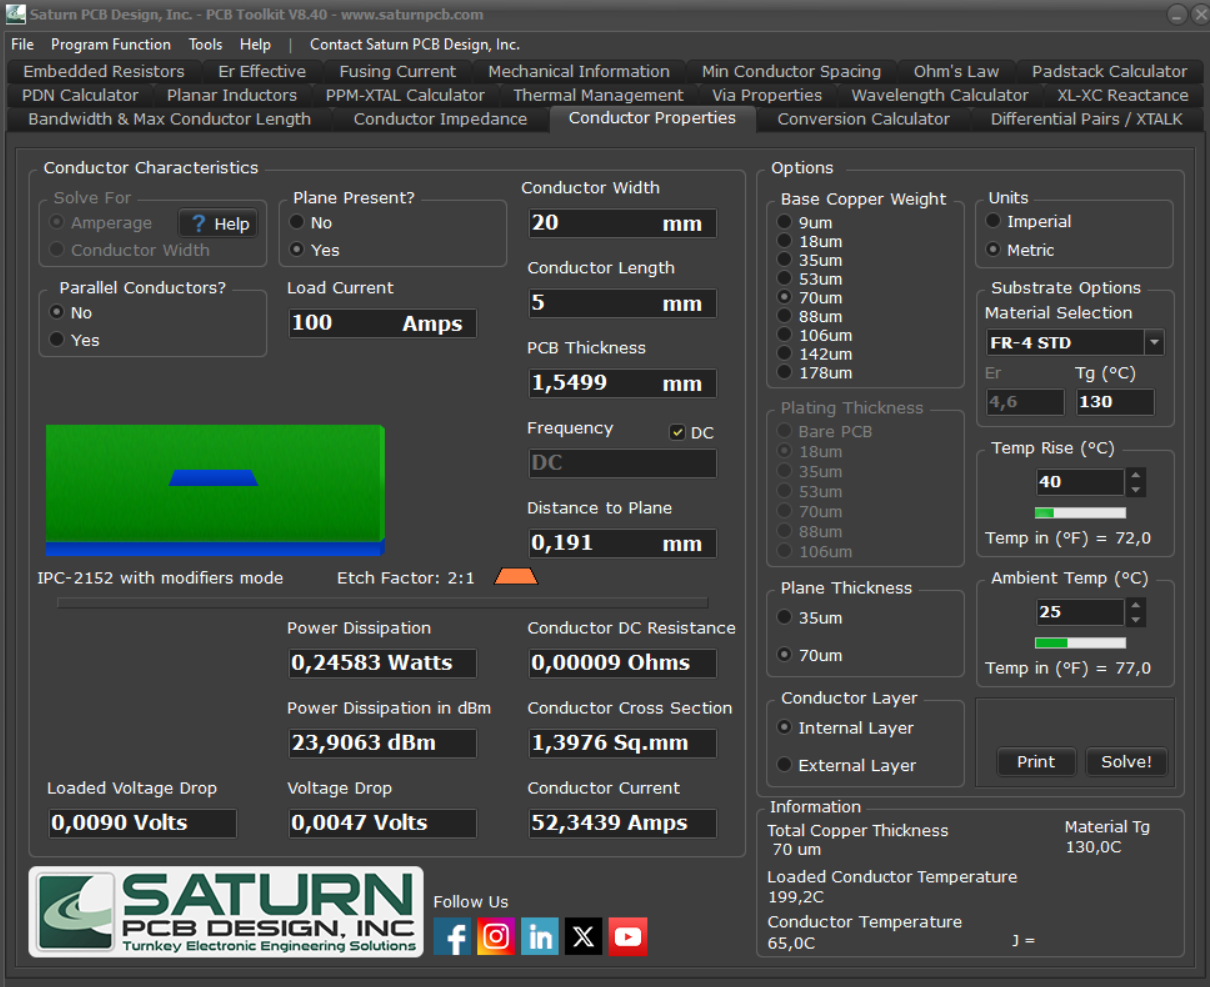 Saturn PCB Design, Inc. - PCB Toolkit V8.40 - www.saturnpcb.com
File Program Function Tools Help | Contact Saturn PCB Design, Inc.
Embedded Resistors Er Effective Fusing Current Mechanical Information Min Conductor Spacing Ohm's Law Padstack Calculator
PDN Calculator Planar Inductors PPM-XTAL Calculator Thermal Management Via Properties Wavelength Calculator XL-XC Reactance
Bandwidth & Max Conductor Length Conductor Impedance Conductor Properties Conversion Calculator Differential Pairs / XTALK
Conductor Characteristics
Solve For
Amperage
? Help
Conductor Width
Plane Present?
No
Yes
Parallel Conductors?
No
Yes
Load Current
100 Amps
Conductor Width
20 mm
Conductor Length
5 mm
PCB Thickness
1,5499 mm
Frequency
DC
DC
Distance to Plane
0,191 mm
IPC-2152 with modifiers mode
Etch Factor: 2:1
Power Dissipation
0,24583 Watts
Conductor DC Resistance
0,00009 Ohms
Power Dissipation in dBm
23,9063 dBm
Conductor Cross Section
1,3976 Sq.mm
Loaded Voltage Drop
0,0090 Volts
Voltage Drop
0,0047 Volts
Conductor Current
52,3439 Amps
Options
Base Copper Weight
9um
18um
35um
53um
70um
88um
106um
142um
178um
Plating Thickness
Bare PCB
18um
35um
53um
70um
88um
106um
Plane Thickness
35um
70um
Conductor Layer
Internal Layer
External Layer
Units
Imperial
Metric
Substrate Options
Material Selection
FR-4 STD
Er
4,6
Tg (°C)
130
Temp Rise (°C)
40
Temp in (°F) = 72,0
Ambient Temp (°C)
25
Temp in (°F) = 77,0
Print
Solve!
Information
Total Copper Thickness
70 um
Material Tg
130,0C
Loaded Conductor Temperature
199,2C
Conductor Temperature
65,0C
J =
SATURN
PCB DESIGN, INC
Turnkey Electronic Engineering Solutions
Follow Us
f
in
X